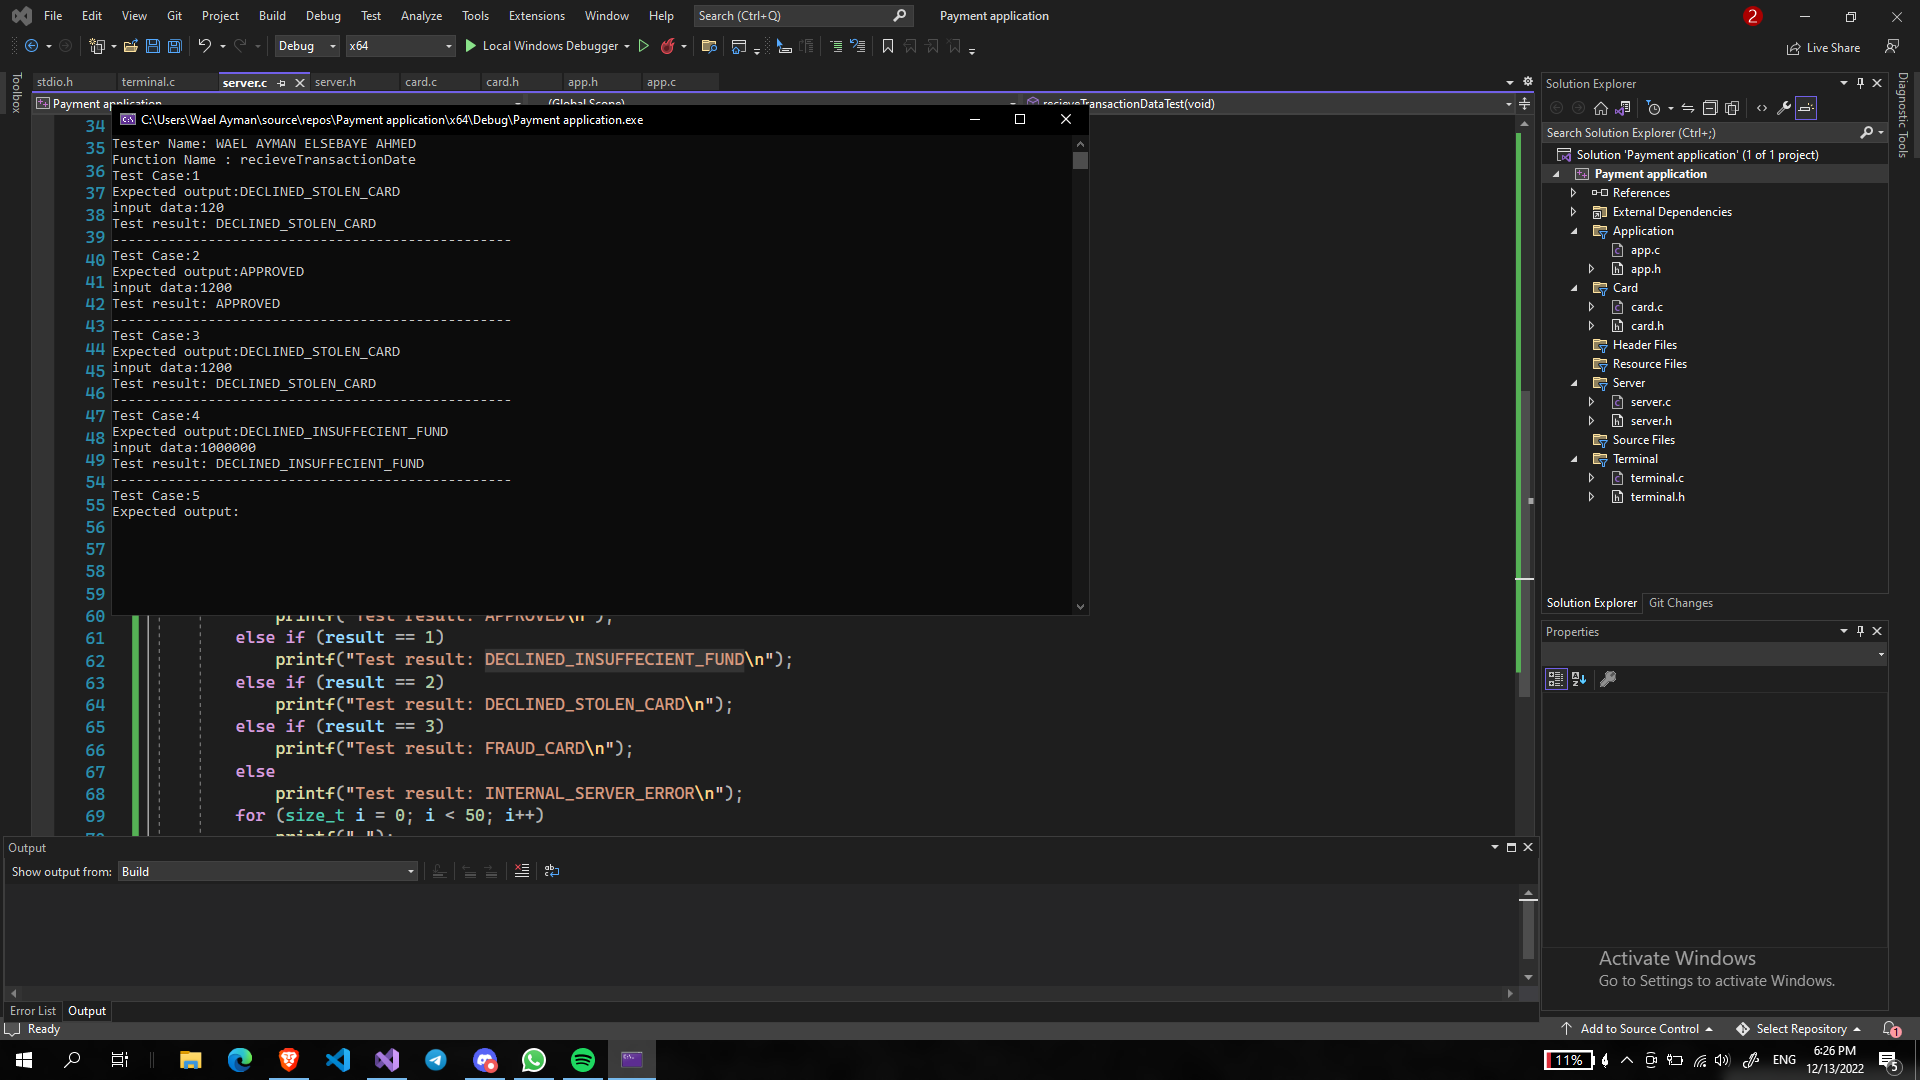 File Edit View Git Project Build Debug Test Analyze Tools Extensions Window Help Search (Ctrl+Q) Payment application 2
Debug x64 Local Windows Debugger Live Share
Toolbox stdio.h terminal.c server.c server.h card.c card.h app.h app.c
Payment application (Global Scope) recieveTransactionDataTest(void)
C:\Users\Wael Ayman\source\repos\Payment application\x64\Debug\Payment application.exe
34
35
36
37
38
39
40
41
42
43
44
45
46
47
48
49
54
55
56
57
58
59
Tester Name: WAEL AYMAN ELSEBAYE AHMED
Function Name : recieveTransactionDate
Test Case:1
Expected output:DECLINED_STOLEN_CARD
input data:120
Test result: DECLINED_STOLEN_CARD
--------------------------------------------------
Test Case:2
Expected output:APPROVED
input data:1200
Test result: APPROVED
--------------------------------------------------
Test Case:3
Expected output:DECLINED_STOLEN_CARD
input data:1200
Test result: DECLINED_STOLEN_CARD
--------------------------------------------------
Test Case:4
Expected output:DECLINED_INSUFFECIENT_FUND
input data:1000000
Test result: DECLINED_INSUFFECIENT_FUND
--------------------------------------------------
Test Case:5
Expected output:
60 printf("Test result: APPROVED\n");
61 else if (result == 1)
62 printf("Test result: DECLINED_INSUFFECIENT_FUND\n");
63 else if (result == 2)
64 printf("Test result: DECLINED_STOLEN_CARD\n");
65 else if (result == 3)
66 printf("Test result: FRAUD_CARD\n");
67 else
68 printf("Test result: INTERNAL_SERVER_ERROR\n");
69 for (size_t i = 0; i < 50; i++)
Output
Show output from: Build
Error List Output
Ready
Solution Explorer
Search Solution Explorer (Ctrl+;)
Solution 'Payment application' (1 of 1 project)
Payment application
References
External Dependencies
Application
app.c
app.h
Card
card.c
card.h
Header Files
Resource Files
Server
server.c
server.h
Source Files
Terminal
terminal.c
terminal.h
Solution Explorer Git Changes
Properties
Diagnostic Tools
Activate Windows
Go to Settings to activate Windows.
Add to Source Control Select Repository 1
11% ENG 6:26 PM
12/13/2022 5